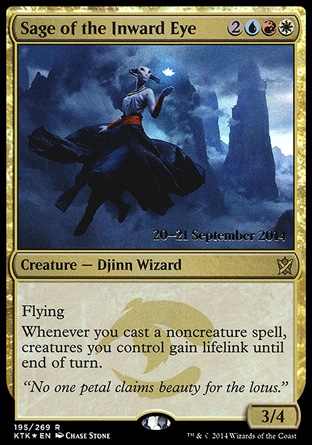 Sage of the Inward Eye 2
20–21 September 2014
Creature — Djinn Wizard
Flying
Whenever you cast a noncreature spell,
creatures you control gain lifelink until
end of turn.
“No one petal claims beauty for the lotus.”
195/269 R
KTK • EN Chase Stone
™ & © 2014 Wizards of the Coast
3/4